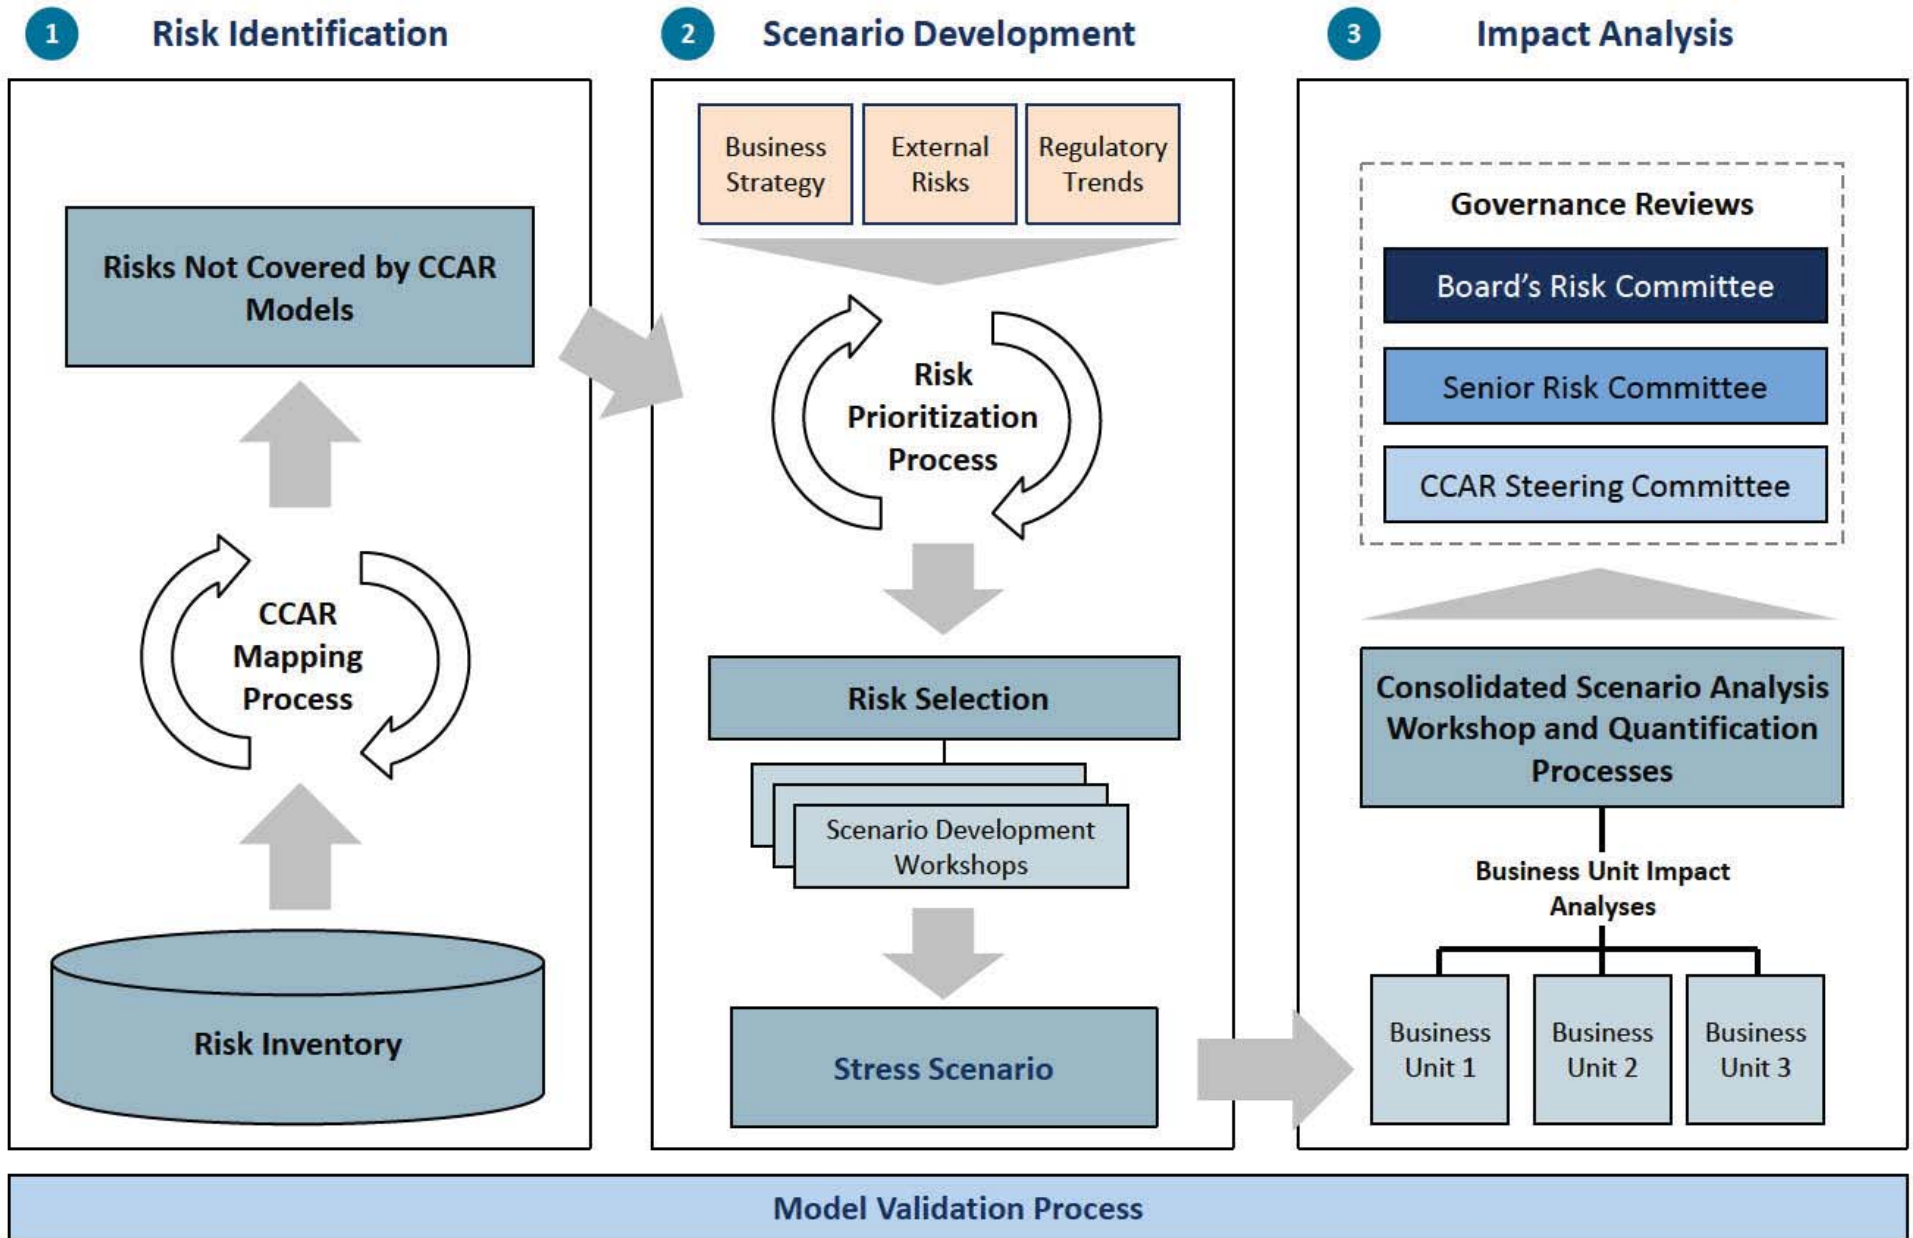 1
Risk Identification
Risks Not Covered by CCAR
Models
CCAR
Mapping
Process
Risk Inventory
2
Scenario Development
Business
Strategy
External
Risks
Regulatory
Trends
Risk
Prioritization
Process
Risk Selection
Scenario Development
Workshops
Stress Scenario
3
Impact Analysis
Governance Reviews
Board’s Risk Committee
Senior Risk Committee
CCAR Steering Committee
Consolidated Scenario Analysis
Workshop and Quantification
Processes
Business Unit Impact
Analyses
Business
Unit 1
Business
Unit 2
Business
Unit 3
Model Validation Process